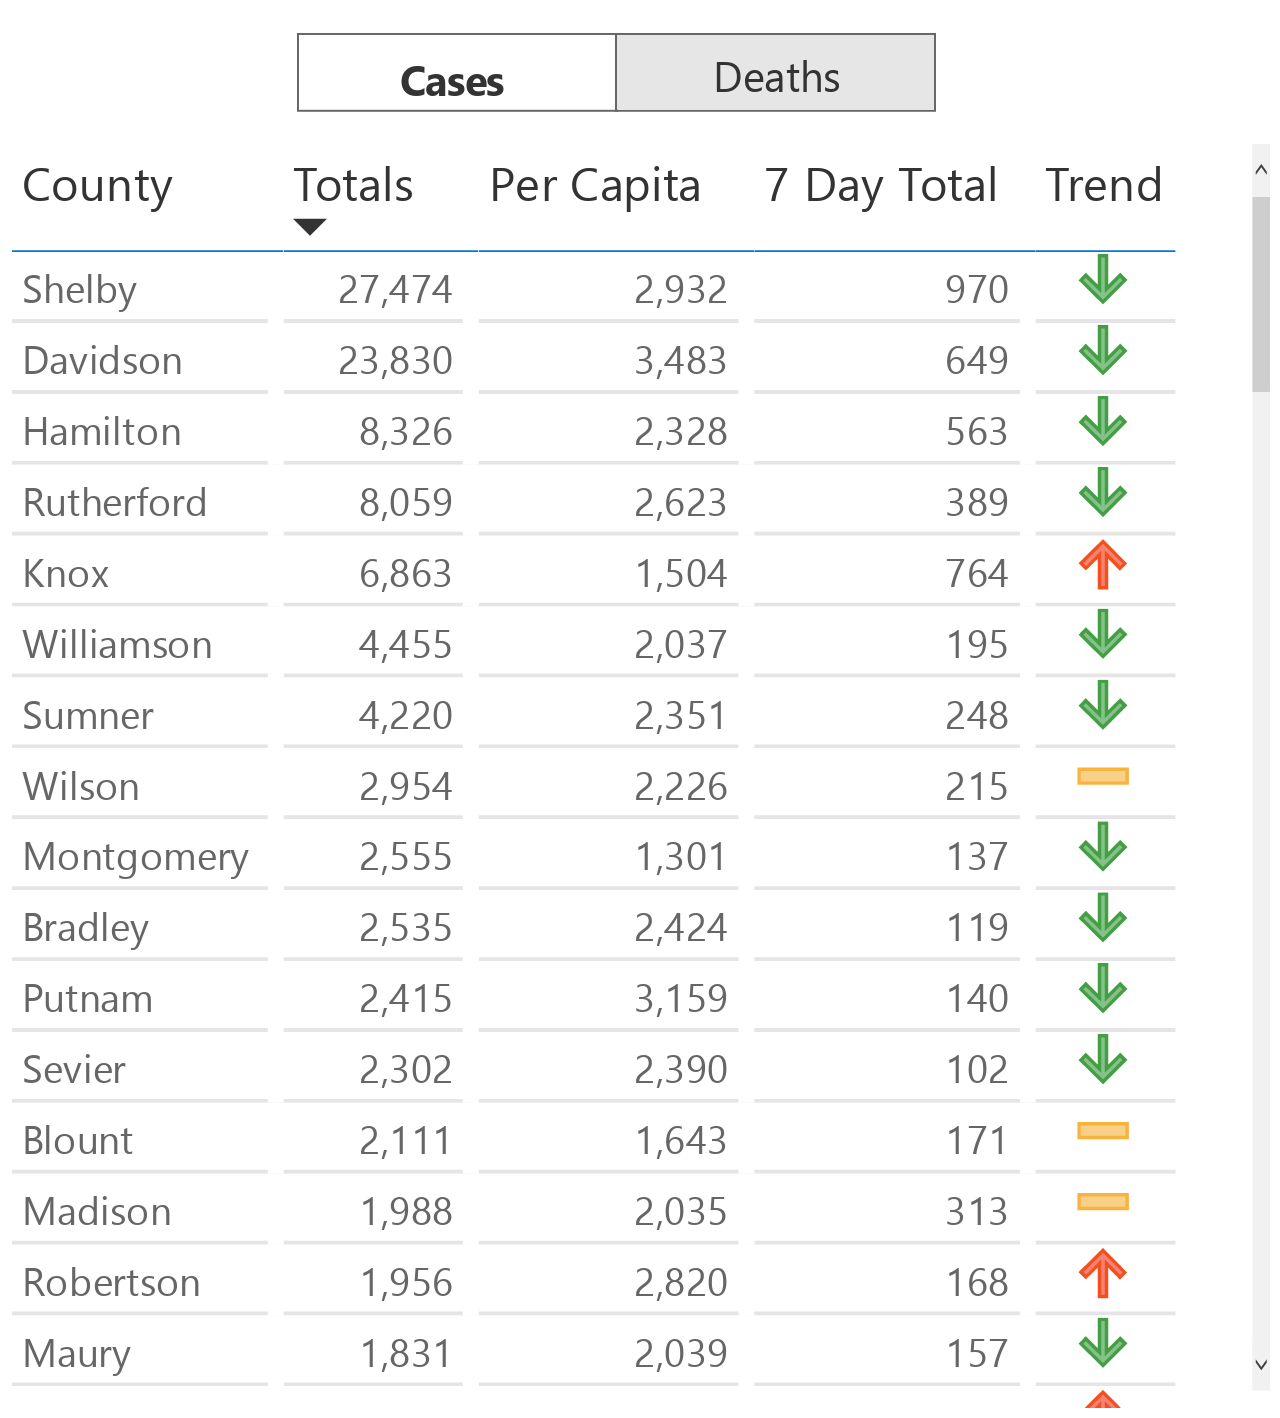 Cases Deaths
County Totals Per Capita 7 Day Total Trend
Shelby 27,474 2,932 970
Davidson 23,830 3,483 649
Hamilton 8,326 2,328 563
Rutherford 8,059 2,623 389
Knox 6,863 1,504 764
Williamson 4,455 2,037 195
Sumner 4,220 2,351 248
Wilson 2,954 2,226 215
Montgomery 2,555 1,301 137
Bradley 2,535 2,424 119
Putnam 2,415 3,159 140
Sevier 2,302 2,390 102
Blount 2,111 1,643 171
Madison 1,988 2,035 313
Robertson 1,956 2,820 168
Maury 1,831 2,039 157